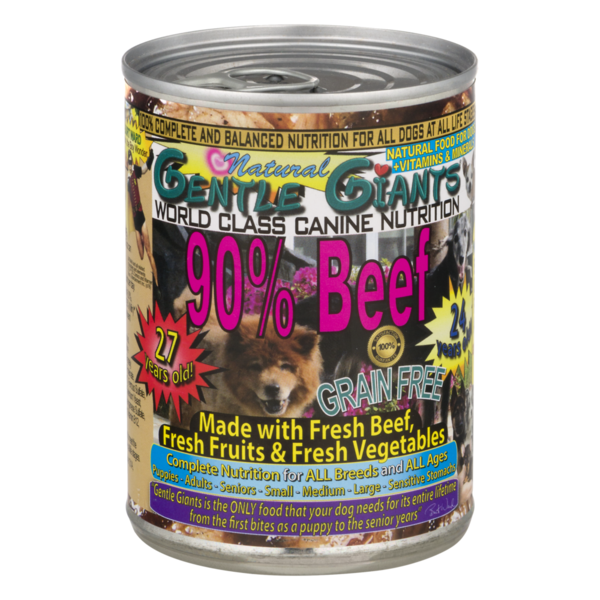 100% COMPLETE AND BALANCED NUTRITION FOR ALL DOGS AT ALL LIFE
NATURAL FOOD FOR
+VITAMINS & MINERALS
Natural
GENTLE GIANTS
WORLD CLASS CANINE NUTRITION
90% Beef
27
years old!
24
years
100%
GRAIN FREE
Made with Fresh Beef,
Fresh Fruits & Fresh Vegetables
Complete Nutrition for ALL Breeds and ALL Ages
Puppies - Adults - Seniors - Small - Medium - Large - Sensitive Stomachs
"Gentle Giants is the ONLY food that your dog needs for its entire lifetime
from the first bites as a puppy to the senior years"